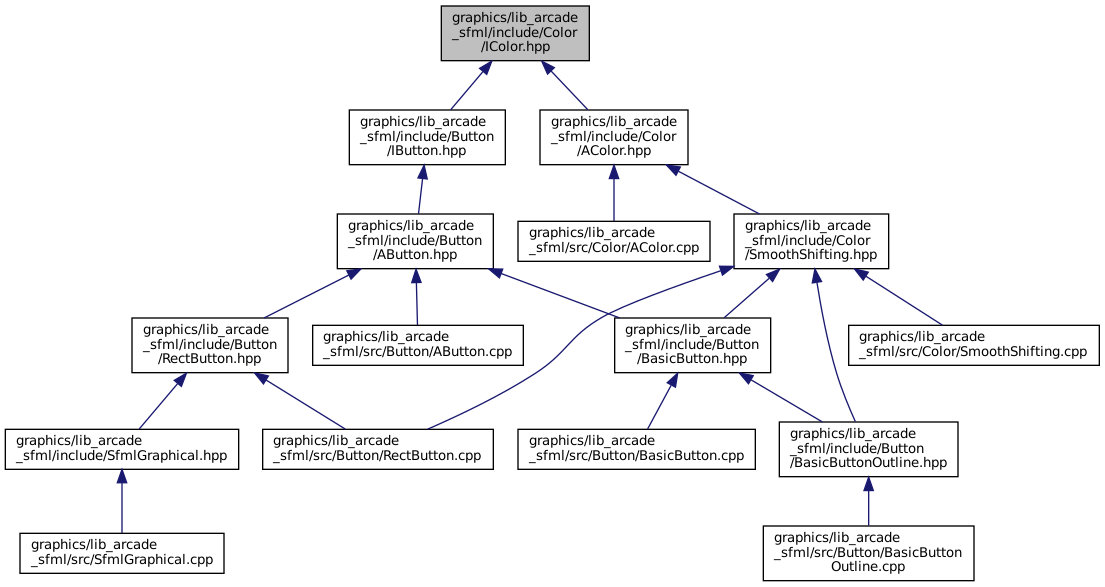 graphics/lib_arcade
_sfml/include/Color
/IColor.hpp
graphics/lib_arcade
_sfml/include/Button
/IButton.hpp
graphics/lib_arcade
_sfml/include/Color
/AColor.hpp
graphics/lib_arcade
_sfml/include/Button
/AButton.hpp
graphics/lib_arcade
_sfml/src/Color/AColor.cpp
graphics/lib_arcade
_sfml/include/Color
/SmoothShifting.hpp
graphics/lib_arcade
_sfml/include/Button
/RectButton.hpp
graphics/lib_arcade
_sfml/src/Button/AButton.cpp
graphics/lib_arcade
_sfml/include/Button
/BasicButton.hpp
graphics/lib_arcade
_sfml/src/Color/SmoothShifting.cpp
graphics/lib_arcade
_sfml/include/SfmlGraphical.hpp
graphics/lib_arcade
_sfml/src/Button/RectButton.cpp
graphics/lib_arcade
_sfml/src/Button/BasicButton.cpp
graphics/lib_arcade
_sfml/include/Button
/BasicButtonOutline.hpp
graphics/lib_arcade
_sfml/src/SfmlGraphical.cpp
graphics/lib_arcade
_sfml/src/Button/BasicButton
Outline.cpp